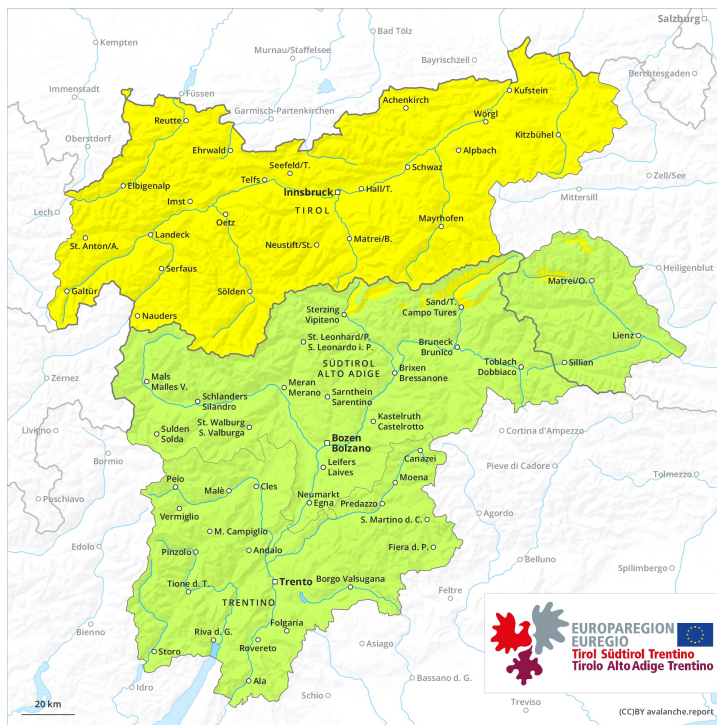 Salzburg
Bad Tölz
Kempten
Murnau/Staffelsee
Bayrischzell
Berchtesgaden
Immenstadt
Füssen
Kufstein
Achenkirch
Garmisch-Partenkirchen
Wörgl
Reutte
Kitzbühel
Oberstdorf
Ehrwald
Alpbach
Seefeld/T.
Schwaz
Telfs
Zell/See
Elbigenalp
Innsbruck
Hall/T.
Mittersill
Imst
TIROL
Lech
Oetz
Mayrhofen
St. Anton/A.
Landeck
Neustift/St.
Matrei/B.
Serfaus
Heiligenblut
Galtür
Sölden
Matrei/O.
Sand/T.
Campo Tures
Nauders
Sterzing
Vipiteno
Lienz
St. Leonhard/P.
S. Leonardo i. P.
Bruneck
Brunico
SÜDTIROL
ALTO ADIGE
Toblach
Dobbiaco
Sillian
Brixen
Bressanone
Zernez
Mals
Malles V.
Meran
Merano
Sarnthein
Sarentino
Schlanders
Silandro
St. Walburg
S. Valburga
Kastelruth
Castelrotto
Livigno
Sulden
Solda
Cortina d'Ampezzo
Bozen
Bolzano
Bormio
Canazei
Pieve di Cadore
Leifers
Laives
Tolmezzo
Poschiavo
Peio
Malè
Cles
Moena
Neumarkt
Egna
Predazzo
Vermiglio
Agordo
S. Martino d. C.
M. Campiglio
Edolo
Pinzolo
Andalo
Fiera d. P.
Belluno
Spilimbergo
Trento
Tione d. T.
Borgo Valsugana
Feltre
TRENTINO
Folgaria
Bienno
Riva d. G.
Rovereto
Asiago
Storo
Bassano d. G.
Idro
Ala
Schio
Treviso
EUROPAREGION
EUREGIO
Tirol Südtirol Trentino
Tirolo Alto Adige Trentino
20 km
(CC)BY avalanche.report